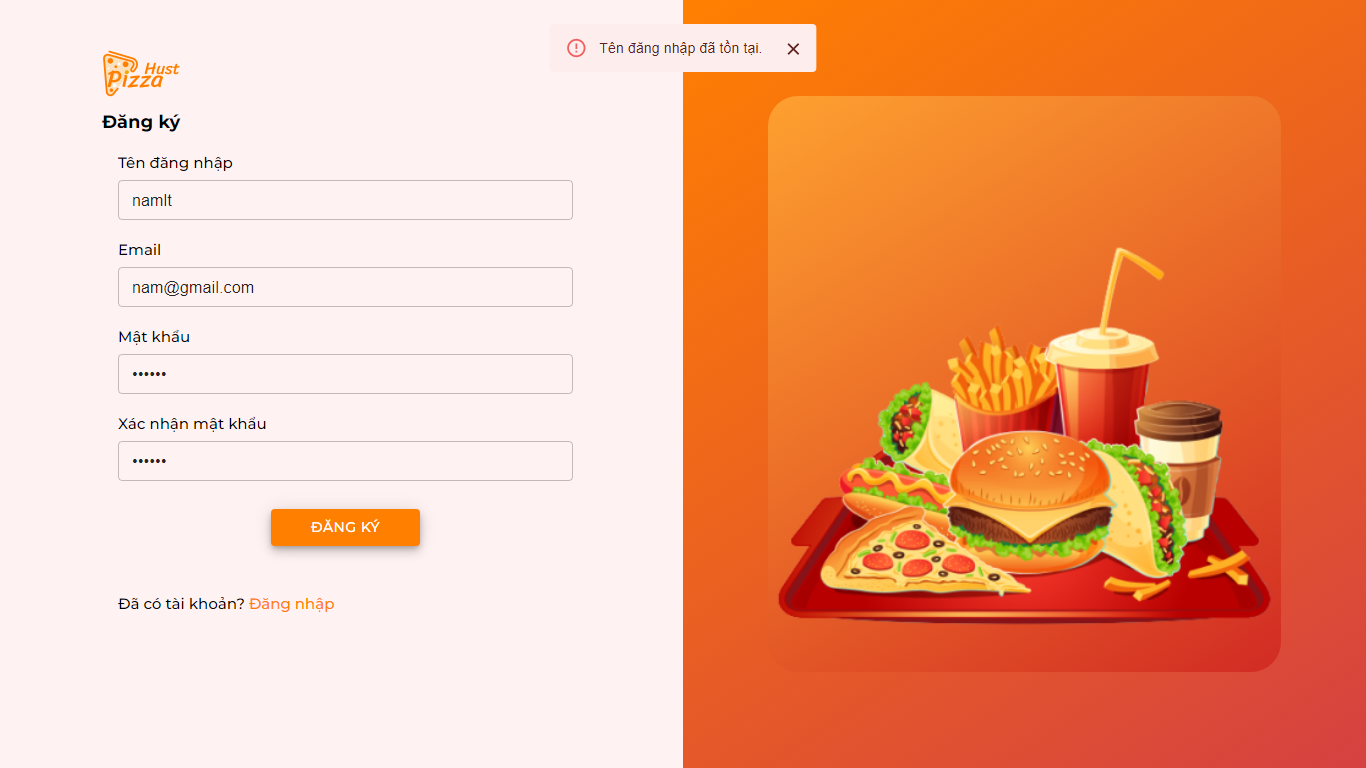 Tên đăng nhập đã tồn tại.
Hust
Pizza
Đăng ký
Tên đăng nhập
namlt
Email
nam@gmail.com
Mật khẩu
••••••
Xác nhận mật khẩu
••••••
ĐĂNG KÝ
Đã có tài khoản? Đăng nhập